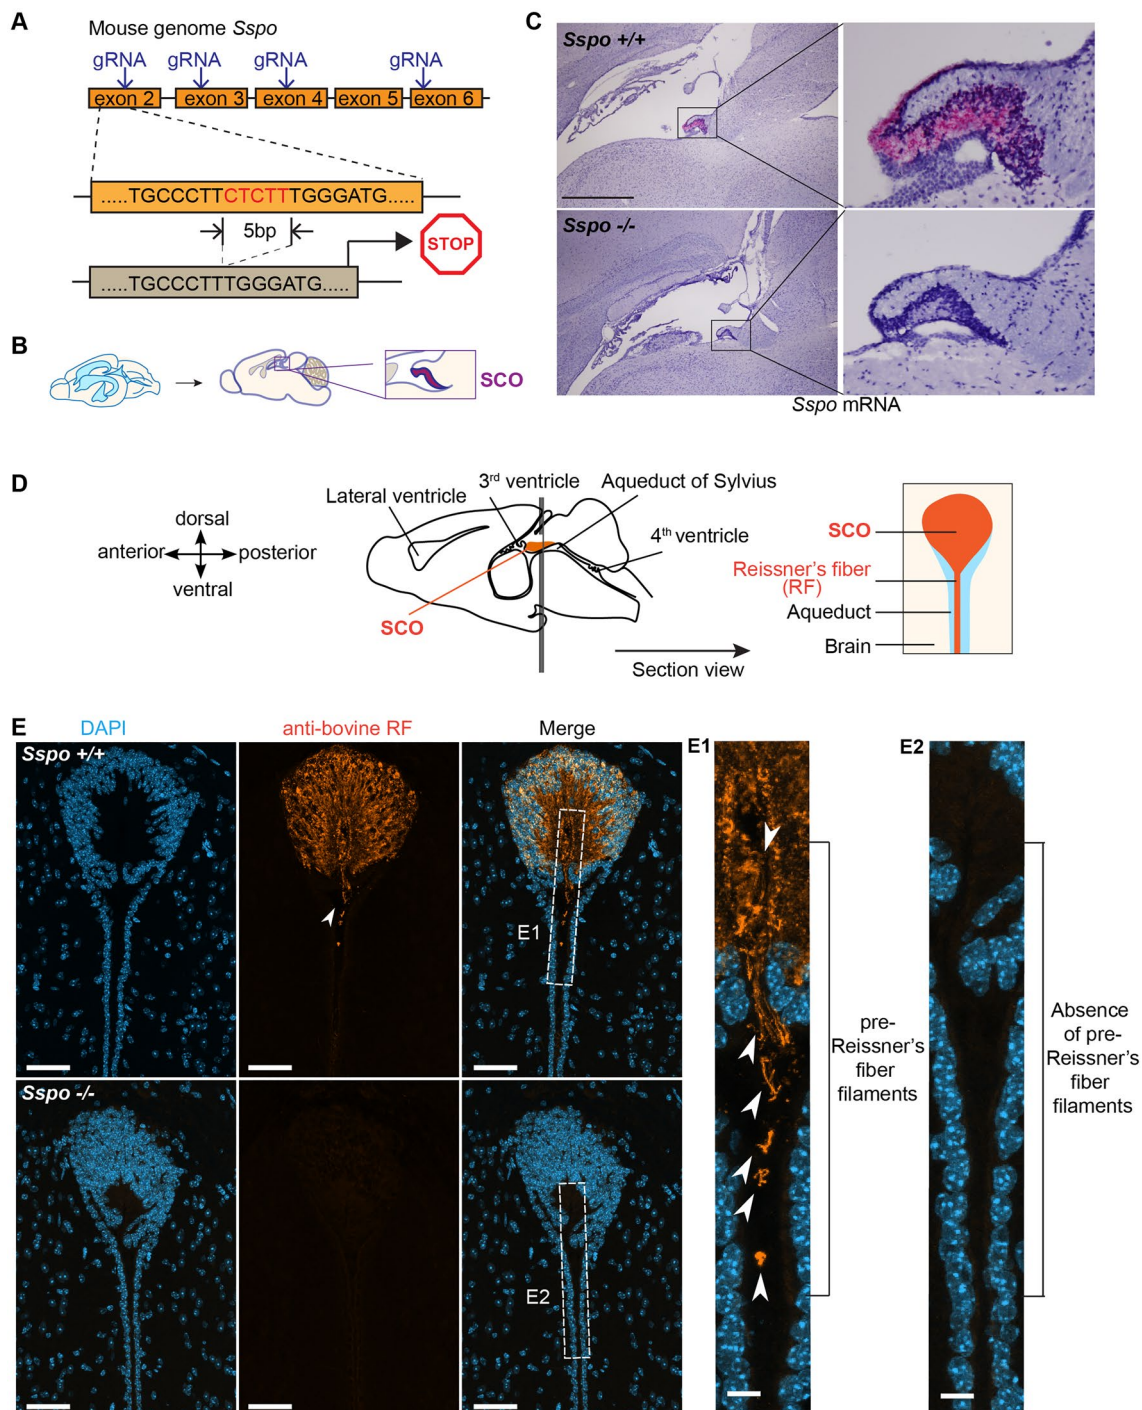 A
Mouse genome Sspo
gRNA gRNA gRNA gRNA
exon 2 exon 3 exon 4 exon 5 exon 6
.....TGCCCTTCTCTTTGGGATG.....
5bp
STOP
.....TGCCCTTTGGGATG.....
B
SCO
C
Sspo +/+
Sspo -/-
Sspo mRNA
D
dorsal
anterior posterior
ventral
Lateral ventricle
3rd ventricle
Aqueduct of Sylvius
4th ventricle
SCO
Section view
SCO
Reissner's fiber
(RF)
Aqueduct
Brain
E
DAPI anti-bovine RF Merge
Sspo +/+
E1
Sspo -/-
E2
E1
pre-
Reissner's
fiber
filaments
E2
Absence
of pre-
Reissner's
fiber
filaments